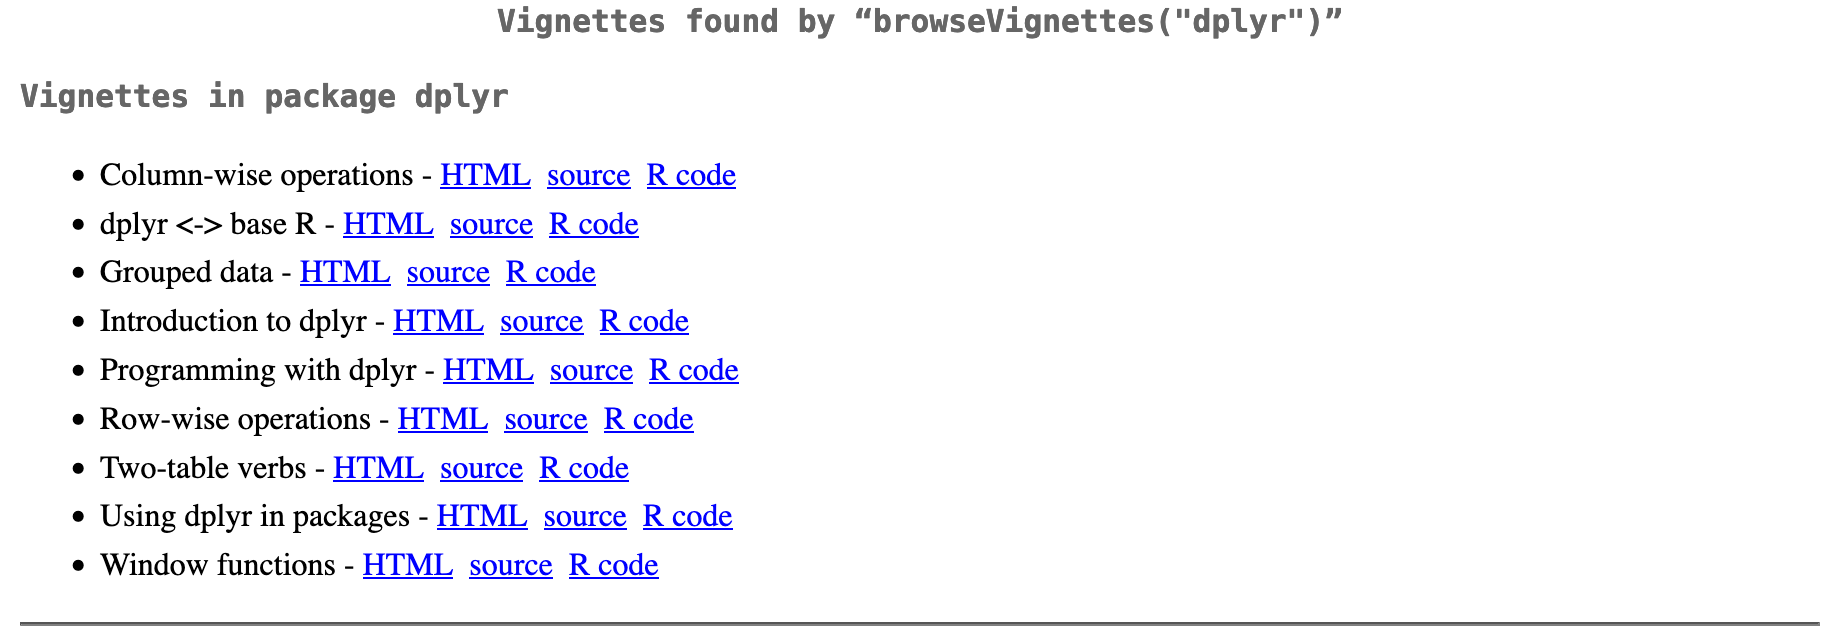 Vignettes found by “browseVignettes("dplyr")”
Vignettes in package dplyr
• Column-wise operations - HTML source R code
• dplyr <-> base R - HTML source R code
• Grouped data - HTML source R code
• Introduction to dplyr - HTML source R code
• Programming with dplyr - HTML source R code
• Row-wise operations - HTML source R code
• Two-table verbs - HTML source R code
• Using dplyr in packages - HTML source R code
• Window functions - HTML source R code